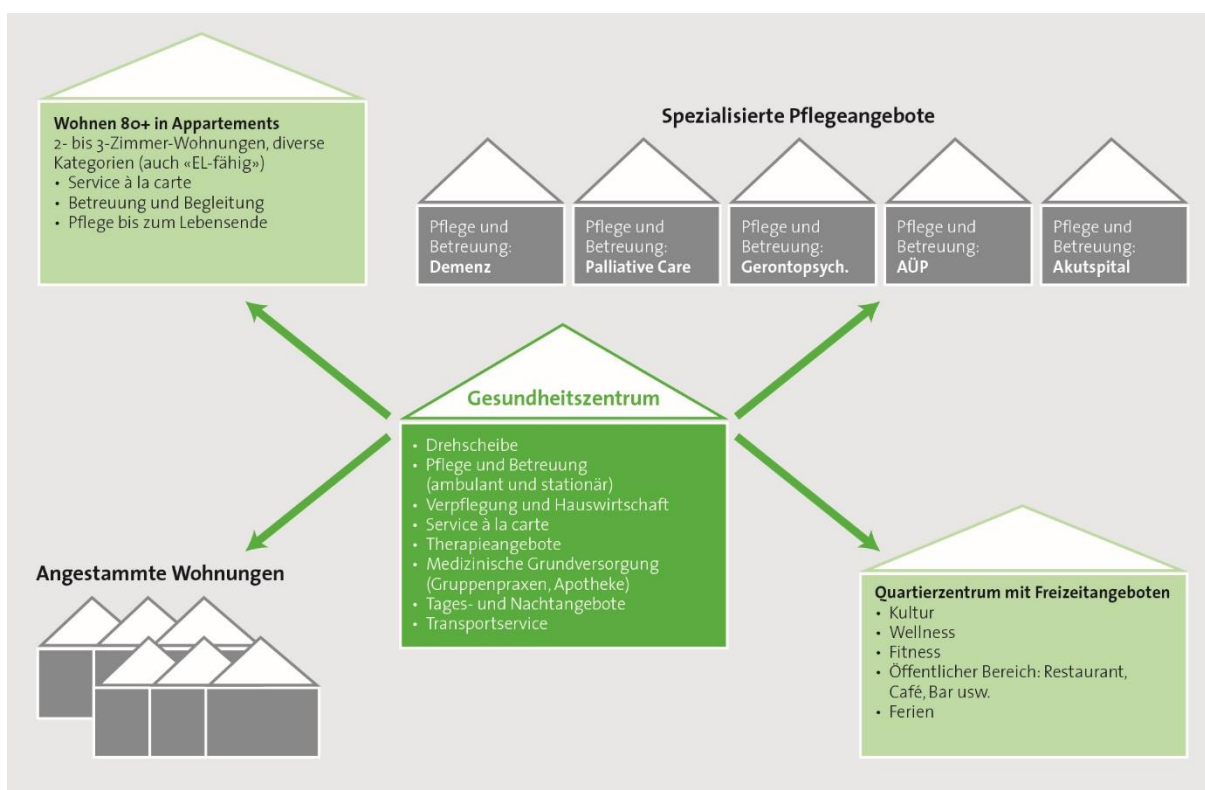 Wohnen 80+ in Appartements
2- bis 3-Zimmer-Wohnungen, diverse
Kategorien (auch «EL-fähig»)
• Service à la carte
• Betreuung und Begleitung
• Pflege bis zum Lebensende
Spezialisierte Pflegeangebote
Pflege und
Betreuung:
Demenz
Pflege und
Betreuung:
Palliative Care
Pflege und
Betreuung:
Gerontopsych.
Pflege und
Betreuung:
AÜP
Pflege und
Betreuung:
Akutspital
Gesundheitszentrum
• Drehscheibe
• Pflege und Betreuung
(ambulant und stationär)
• Verpflegung und Hauswirtschaft
• Service à la carte
• Therapieangebote
• Medizinische Grundversorgung
(Gruppenpraxen, Apotheke)
• Tages- und Nachtangebote
• Transportservice
Angestammte Wohnungen
Quartierzentrum mit Freizeitangeboten
• Kultur
• Wellness
• Fitness
• Öffentlicher Bereich: Restaurant,
Café, Bar usw.
• Ferien